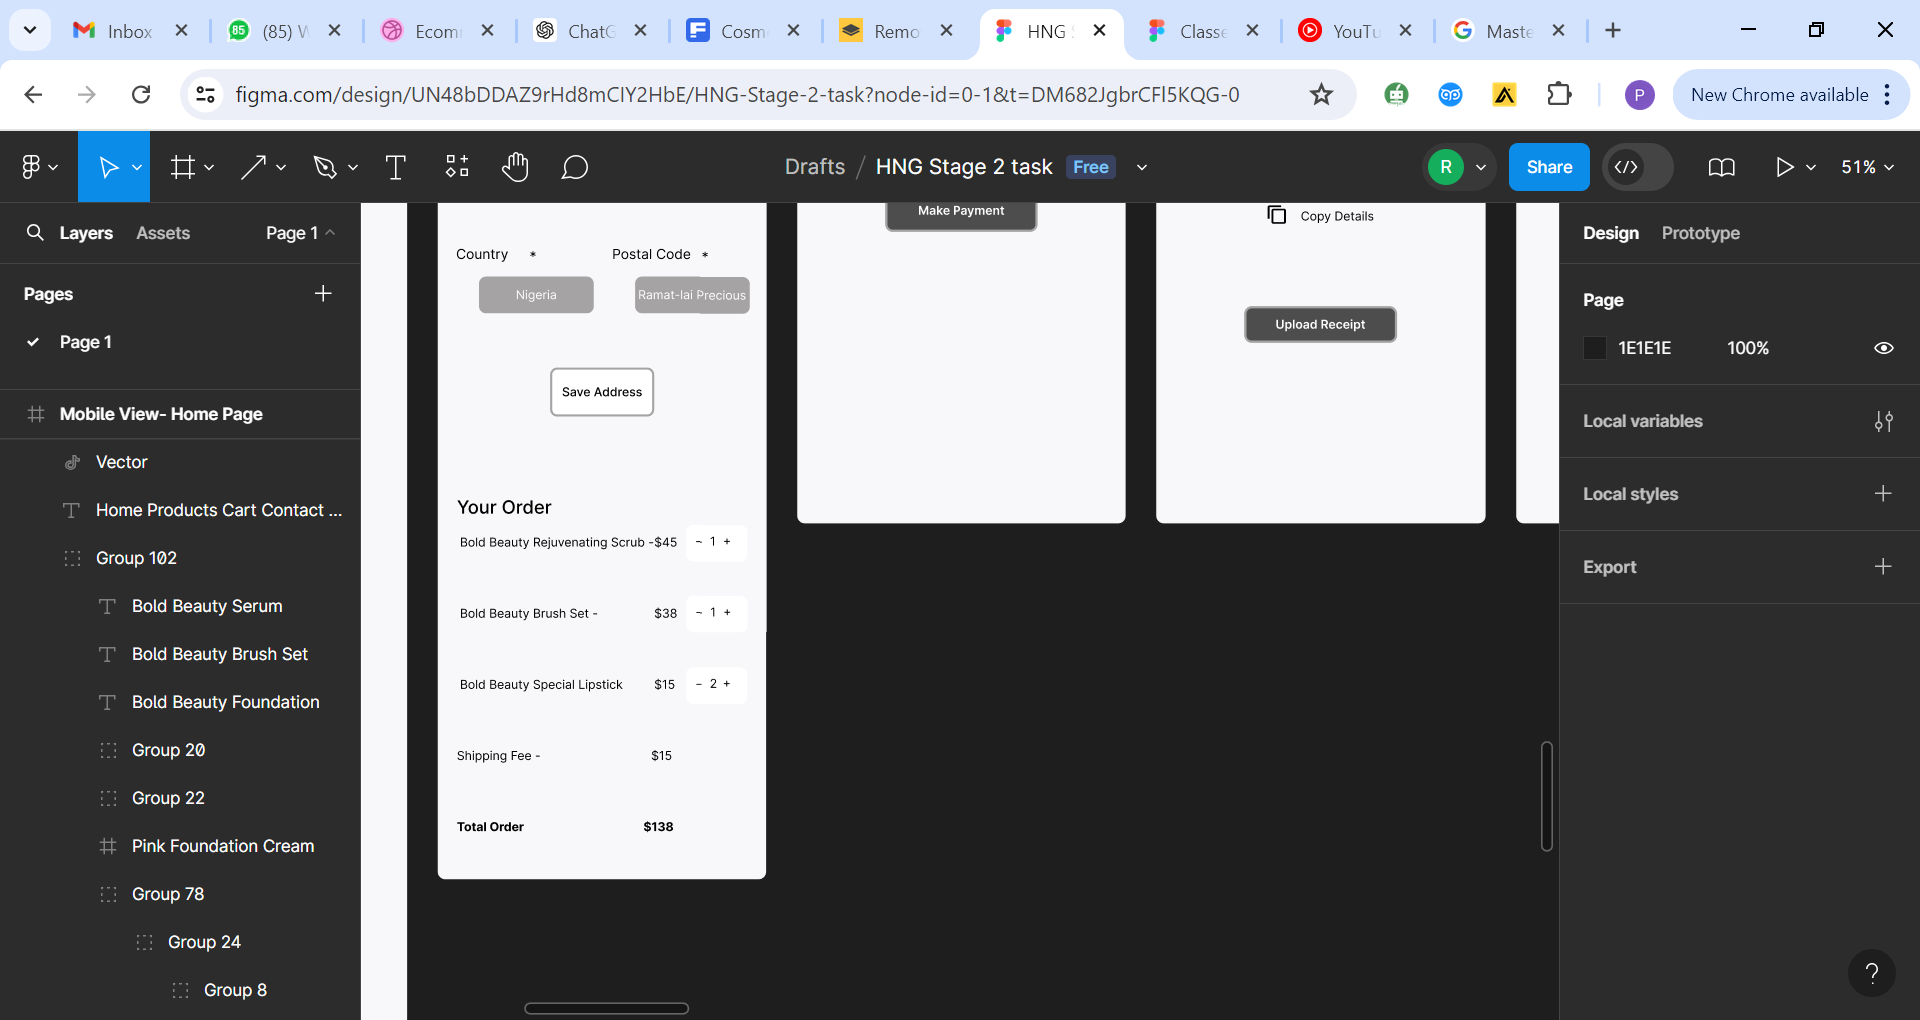 Inbox
85
(85) W
Ecom
ChatG
Cosm
Remo
HNG S
Classe
YouTu
Maste
figma.com/design/UN48bDDAZ9rHd8mCIY2HbE/HNG-Stage-2-task?node-id=0-1&t=DM682JgbrCFl5KQG-0
P
New Chrome available
Drafts / HNG Stage 2 task Free
R
Share
51%
Layers Assets Page 1
Pages
Page 1
Mobile View- Home Page
Vector
Home Products Cart Contact ...
Group 102
Bold Beauty Serum
Bold Beauty Brush Set
Bold Beauty Foundation
Group 20
Group 22
Pink Foundation Cream
Group 78
Group 24
Group 8
Country *
Postal Code *
Nigeria
Ramat-lai Precious
Save Address
Your Order
Bold Beauty Rejuvenating Scrub -$45 - 1 +
Bold Beauty Brush Set - $38 - 1 +
Bold Beauty Special Lipstick $15 - 2 +
Shipping Fee - $15
Total Order $138
Make Payment
Copy Details
Upload Receipt
Design Prototype
Page
1E1E1E 100%
Local variables
Local styles
Export
?